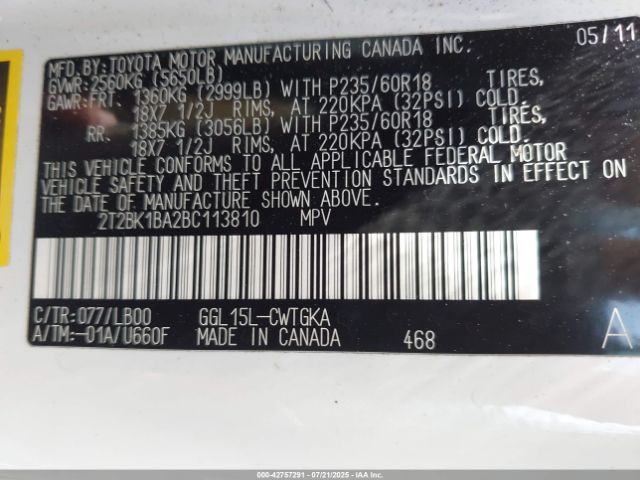 MFD. BY: TOYOTA MOTOR MANUFACTURING CANADA INC. 05/11
GVWR: 2560KG (5650LB)
GAWR: FRT. 1360KG (2999LB) WITH P235/60R18 TIRES,
18X7 1/2J RIMS, AT 220KPA (32PSI) COLD.
RR. 1385KG (3056LB) WITH P235/60R18 TIRES,
18X7 1/2J RIMS, AT 220KPA (32PSI) COLD.
THIS VEHICLE CONFORMS TO ALL APPLICABLE FEDERAL MOTOR
VEHICLE SAFETY AND THEFT PREVENTION STANDARDS IN EFFECT ON
THE DATE OF MANUFACTURE SHOWN ABOVE.
2T2BK1BA2BC113810 MPV
C/TR: 077/LB00 GGL15L-CWTGKA
A/TM: -01A/U660F MADE IN CANADA 468 A
000-42757291 - 07/21/2025 - IAAI.com